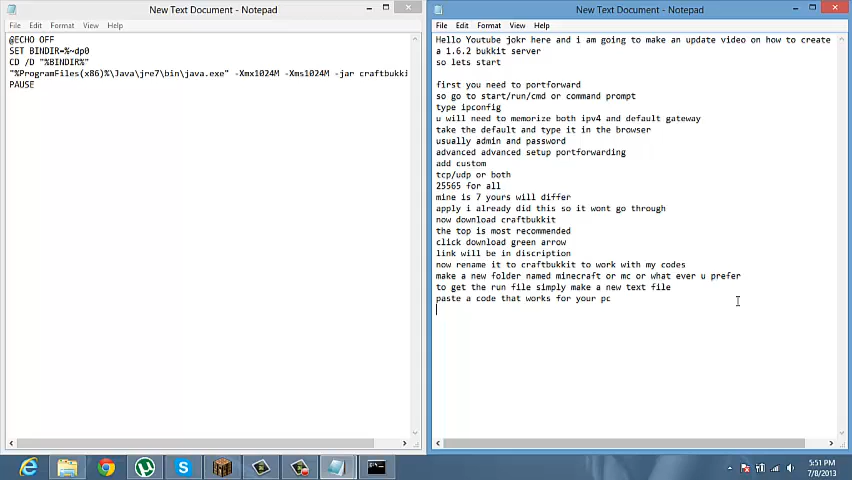 New Text Document - Notepad
File Edit Format View Help
@ECHO OFF
SET BINDIR=%~dp0
CD /D "%BINDIR%"
"%ProgramFiles(x86)%\Java\jre7\bin\java.exe" -Xmx1024M -Xms1024M -jar craftbukki
PAUSE
New Text Document - Notepad
File Edit Format View Help
Hello Youtube jokr here and i am going to make an update video on how to create
a 1.6.2 bukkit server
so lets start
first you need to portforward
so go to start/run/cmd or command prompt
type ipconfig
u will need to memorize both ipv4 and default gateway
take the default and type it in the browser
usually admin and password
advanced advanced setup portforwarding
add custom
tcp/udp or both
25565 for all
mine is 7 yours will differ
apply i already did this so it wont go through
now download craftbukkit
the top is most recommended
click download green arrow
link will be in discription
now rename it to craftbukkit to work with my codes
make a new folder named minecraft or mc or what ever u prefer
to get the run file simply make a new text file
paste a code that works for your pc
5:51 PM
7/8/2013